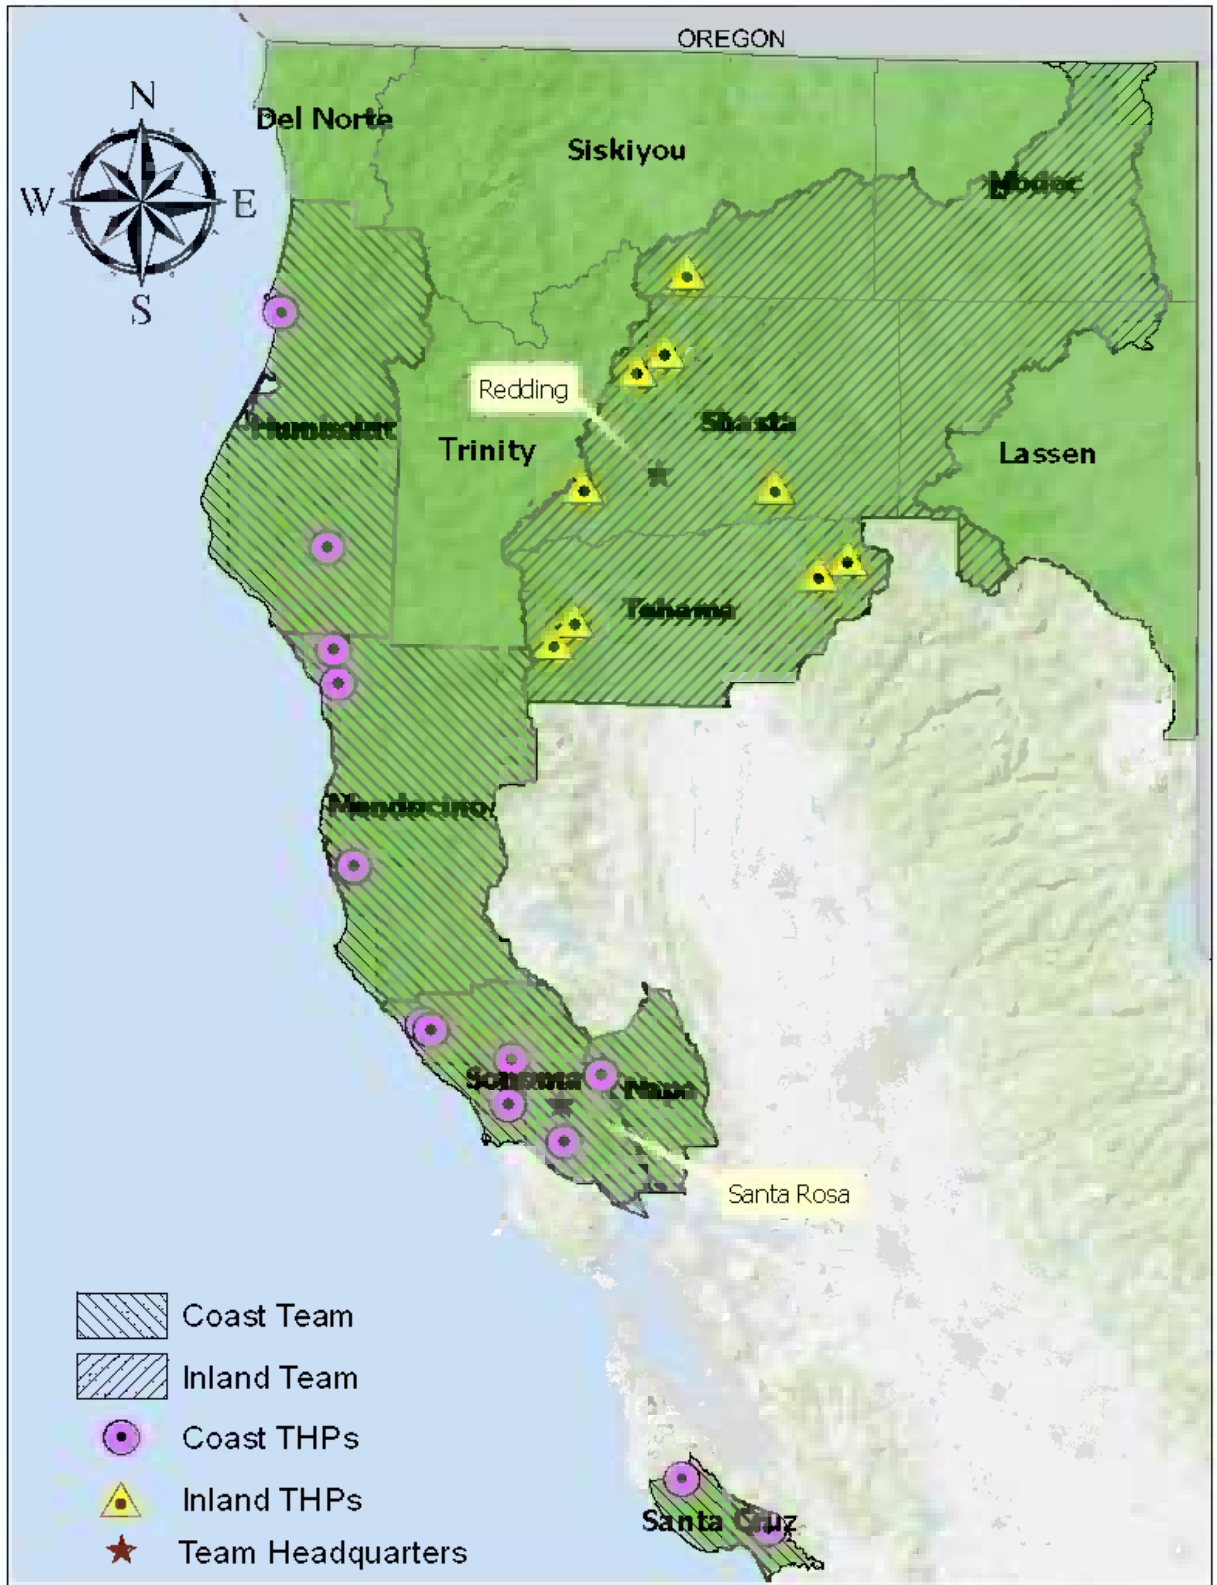 OREGON
N
Del Norte
Siskiyou
W
E
Modoc
S
Redding
Humboldt
Shasta
Trinity
Lassen
Tehama
Mendocino
Sonoma
Napa
Santa Rosa
Coast Team
Inland Team
Coast THPs
Inland THPs
Santa Cruz
Team Headquarters